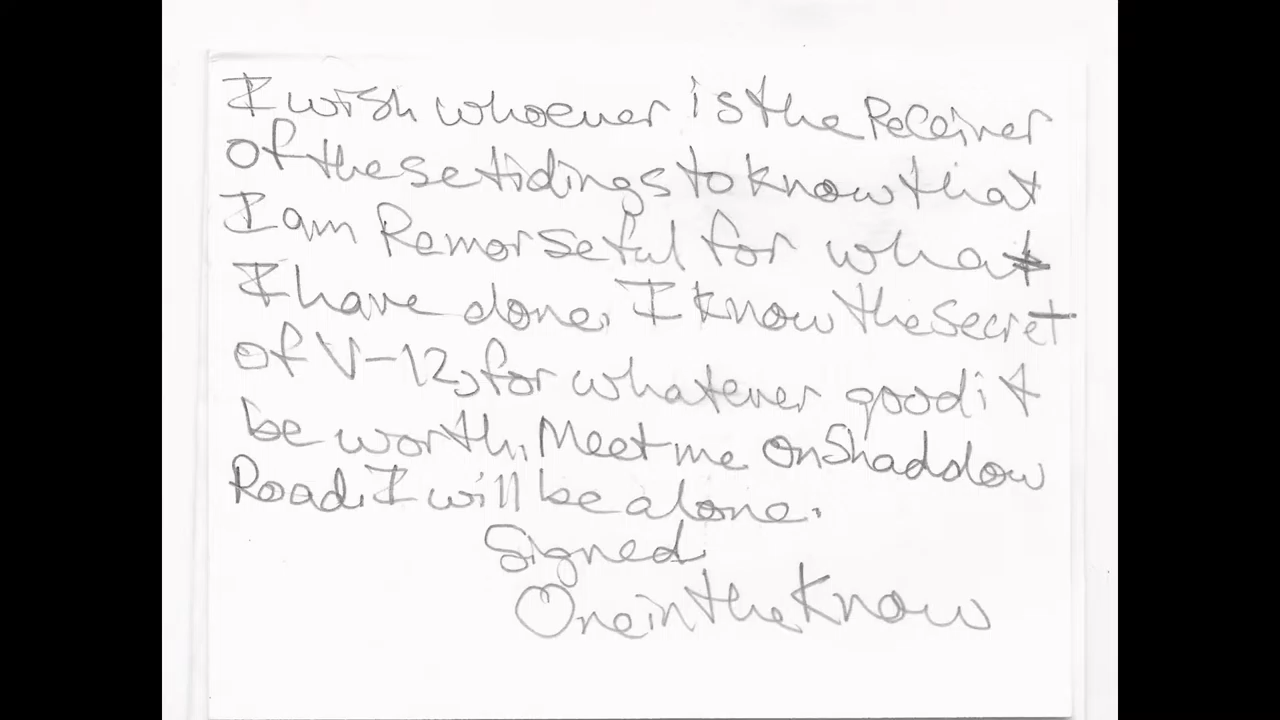 I wish whoever is the Receiver
Of these tidings to know that
I am Remorseful for what
I have done. I know the secret
of V-12, for whatever good it
be worth. Meet me on Shaddow
Road. I will be alone.
Signed
One in the Know